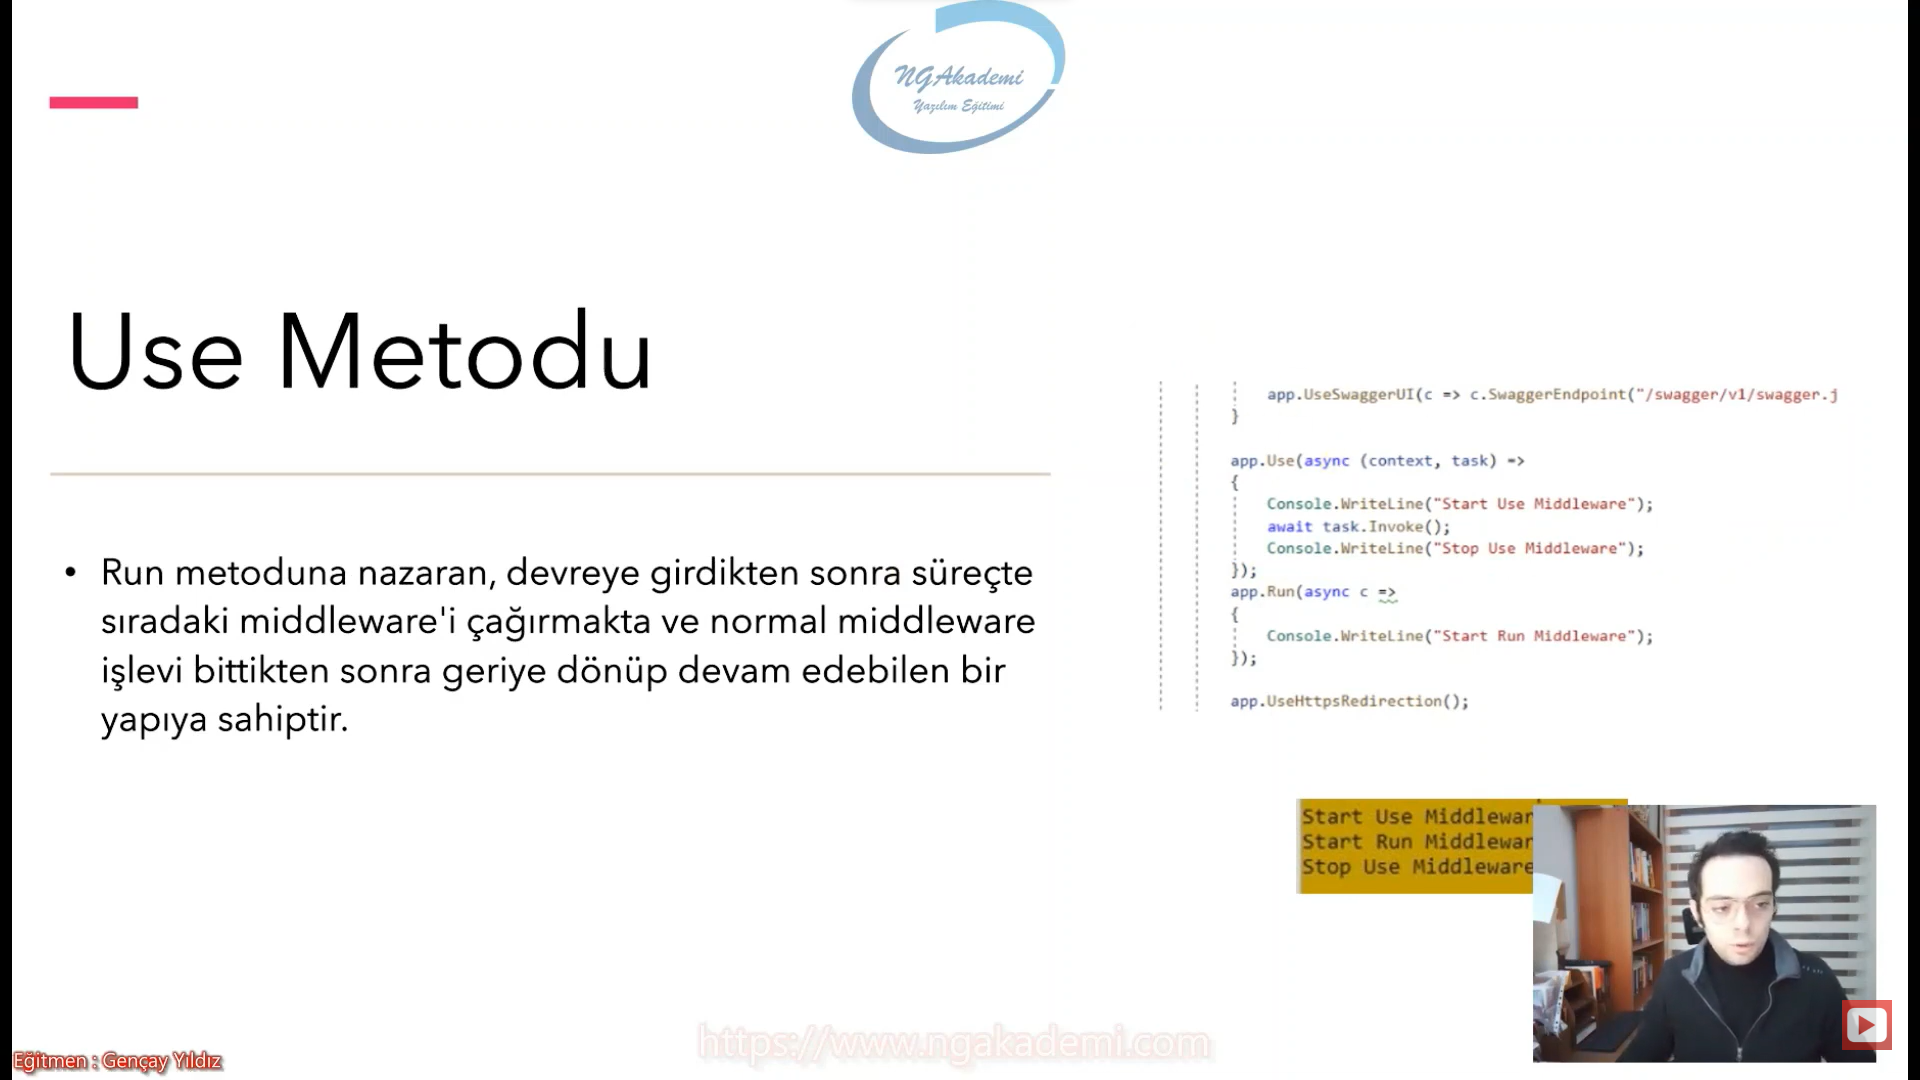 NGAkademi
Yazılım Eğitimi
Use Metodu
• Run metoduna nazaran, devreye girdikten sonra süreçte
sıradaki middleware'i çağırmakta ve normal middleware
işlevi bittikten sonra geriye dönüp devam edebilen bir
yapıya sahiptir.
app.UseSwaggerUI(c => c.SwaggerEndpoint("/swagger/v1/swagger.j
}
app.Use(async (context, task) =>
{
Console.WriteLine("Start Use Middleware");
await task.Invoke();
Console.WriteLine("Stop Use Middleware");
});
app.Run(async c =>
{
Console.WriteLine("Start Run Middleware");
});
app.UseHttpsRedirection();
Start Use Middlewar
Start Run Middlewar
Stop Use Middleware
https://www.ngakademi.com
Eğitmen : Gençay Yıldız